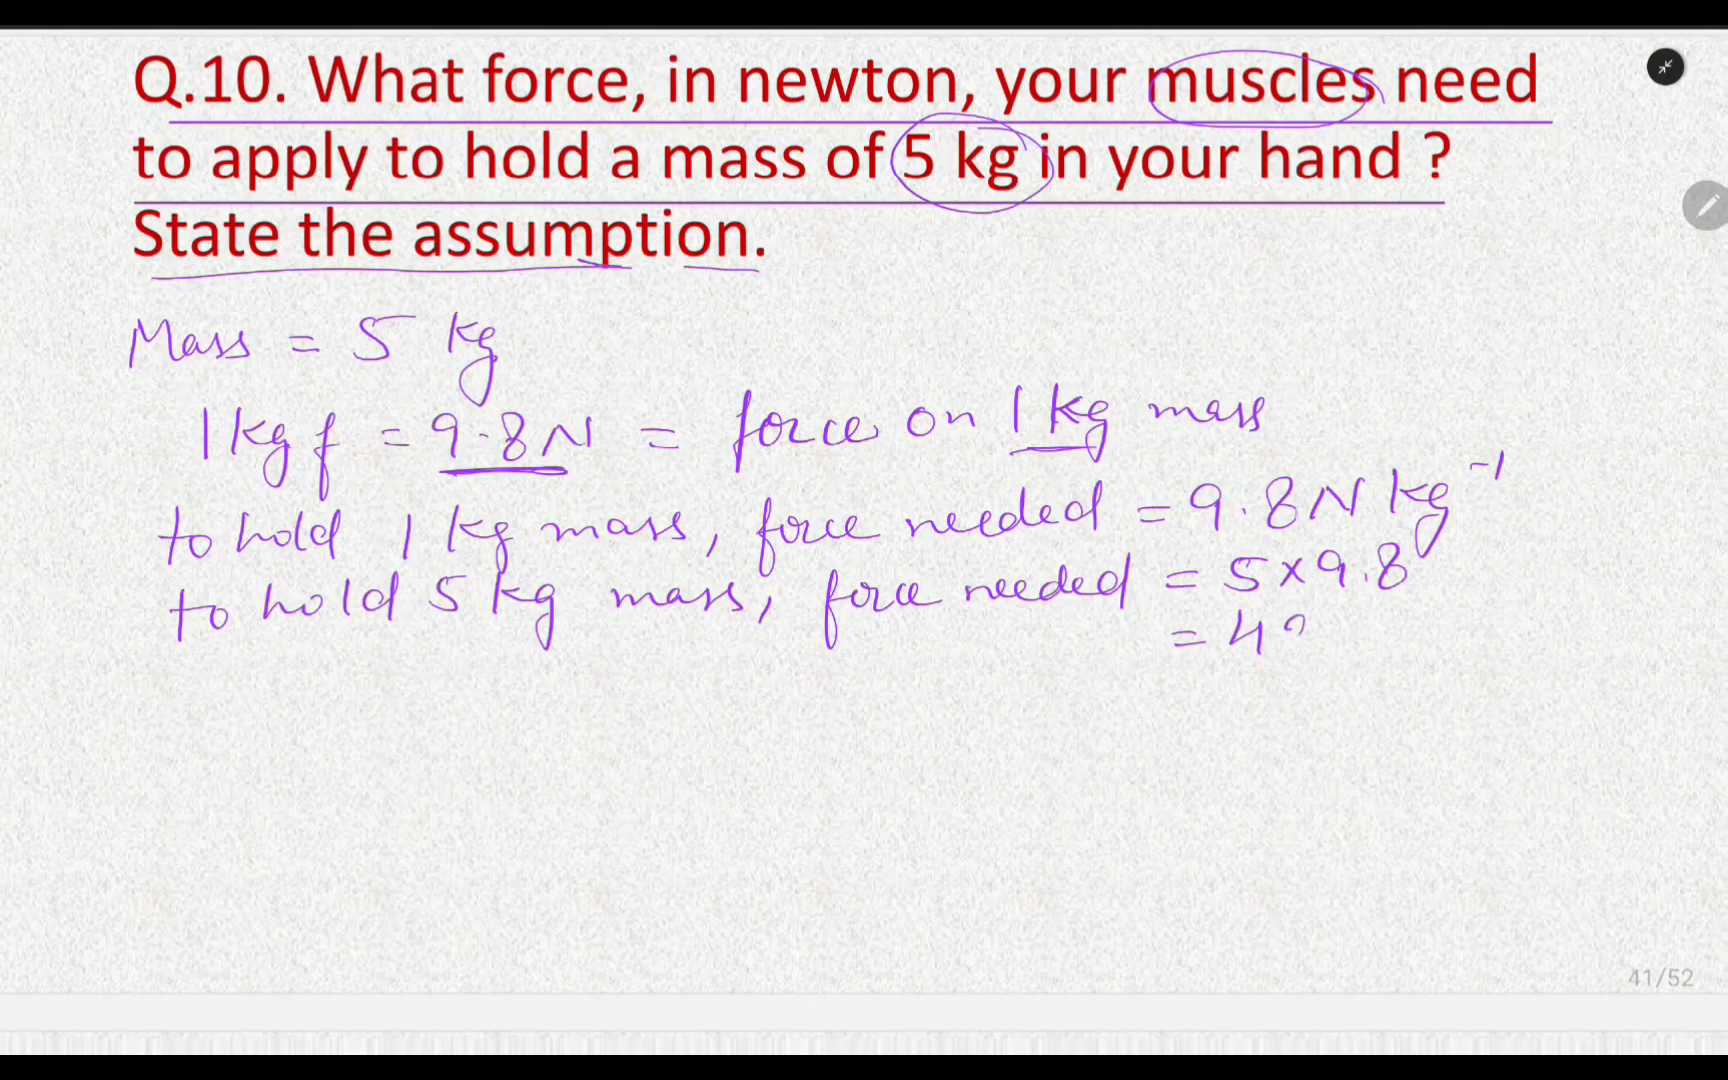 Q.10. What force, in newton, your muscles need
to apply to hold a mass of 5 kg in your hand ?
State the assumption.
Mass = 5 kg
1 kg f = 9.8 N = force on 1 kg mass
to hold 1 kg mass, force needed = 9.8 N kg⁻¹
to hold 5 kg mass, force needed = 5 × 9.8
= 4
41/52